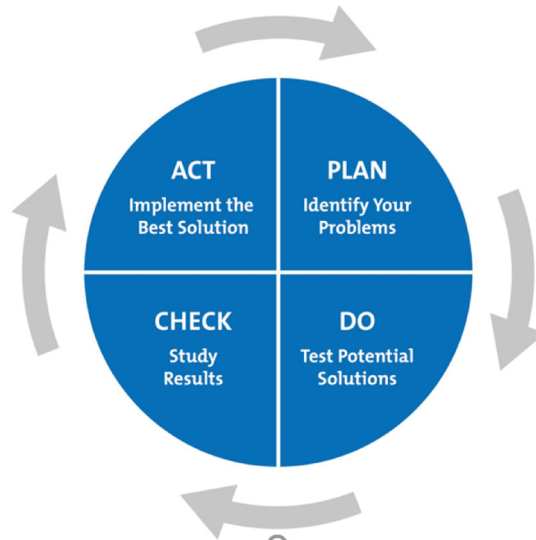 ACT
Implement the
Best Solution
PLAN
Identify Your
Problems
CHECK
Study
Results
DO
Test Potential
Solutions